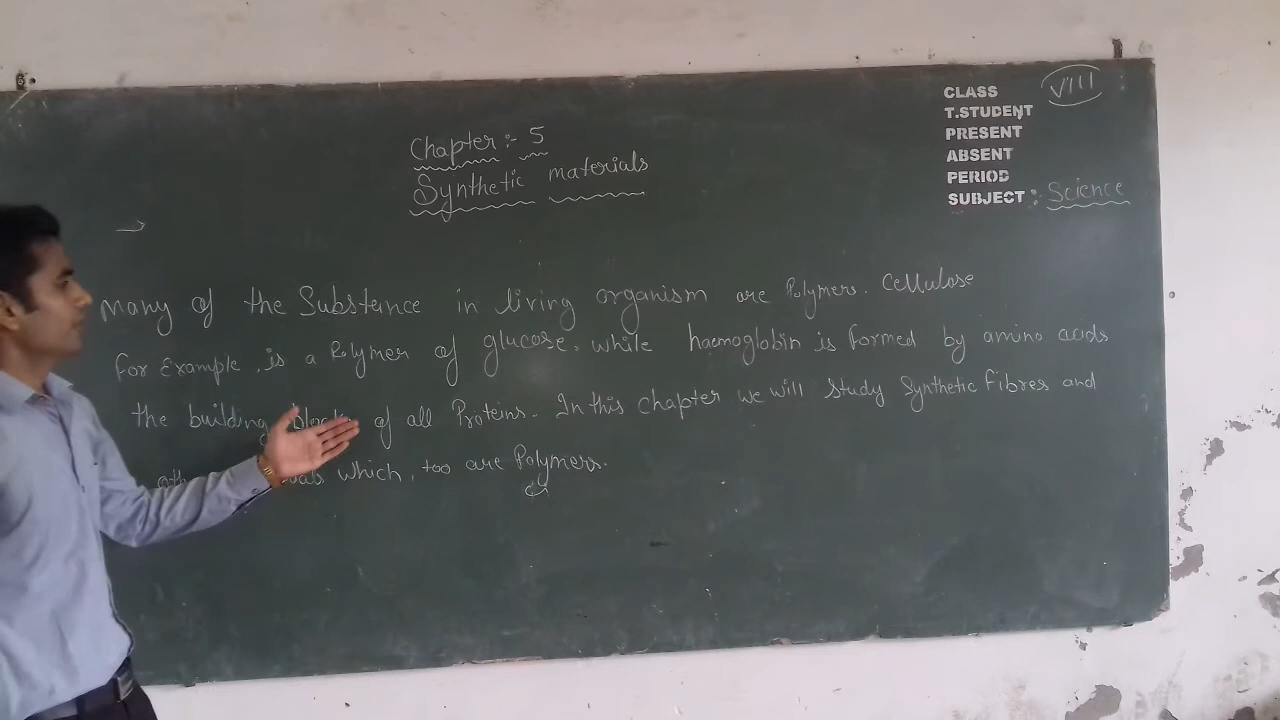 CLASS VIII
T.STUDENT
PRESENT
ABSENT
PERIOD
SUBJECT : Science
Chapter :- 5
Synthetic materials
many of the Substance in living organism are Polymers. Cellulose
for Example, is a Polymer of glucose. while haemoglobin is formed by amino acids
the building of all Proteins. In this chapter we will study Synthetic fibres and
which, too are Polymers.